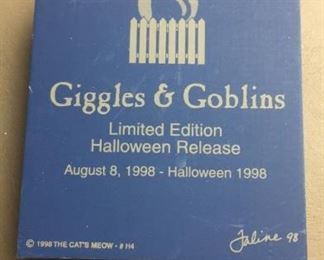 Giggles & Goblins
Limited Edition
Halloween Release
August 8, 1998 - Halloween 1998
© 1998 THE CAT'S MEOW - # H4
Faline 98